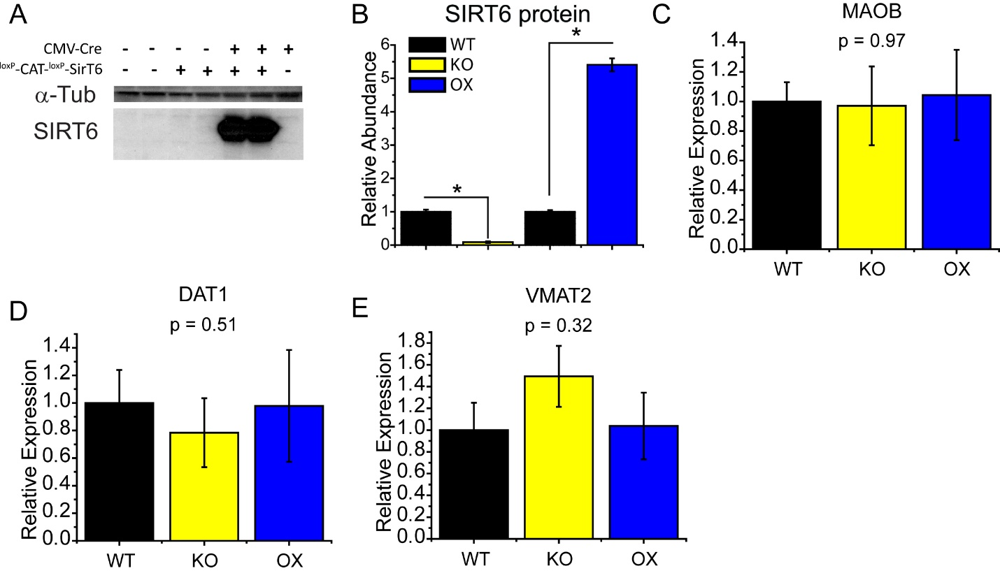 A
CMV-Cre - - - - + + +
loxP-CAT-loxP-SirT6 - - + + + + -
α-Tub
SIRT6
B
SIRT6 protein
WT
KO
OX
*
*
Relative Abundance
6
5
4
3
2
1
0
C
MAOB
p = 0.97
Relative Expression
1.4
1.2
1.0
0.8
0.6
0.4
0.2
0.0
WT KO OX
D
DAT1
p = 0.51
Relative Expression
1.4
1.2
1.0
0.8
0.6
0.4
0.2
0.0
WT KO OX
E
VMAT2
p = 0.32
Relative Expression
1.8
1.6
1.4
1.2
1.0
0.8
0.6
0.4
0.2
0.0
WT KO OX